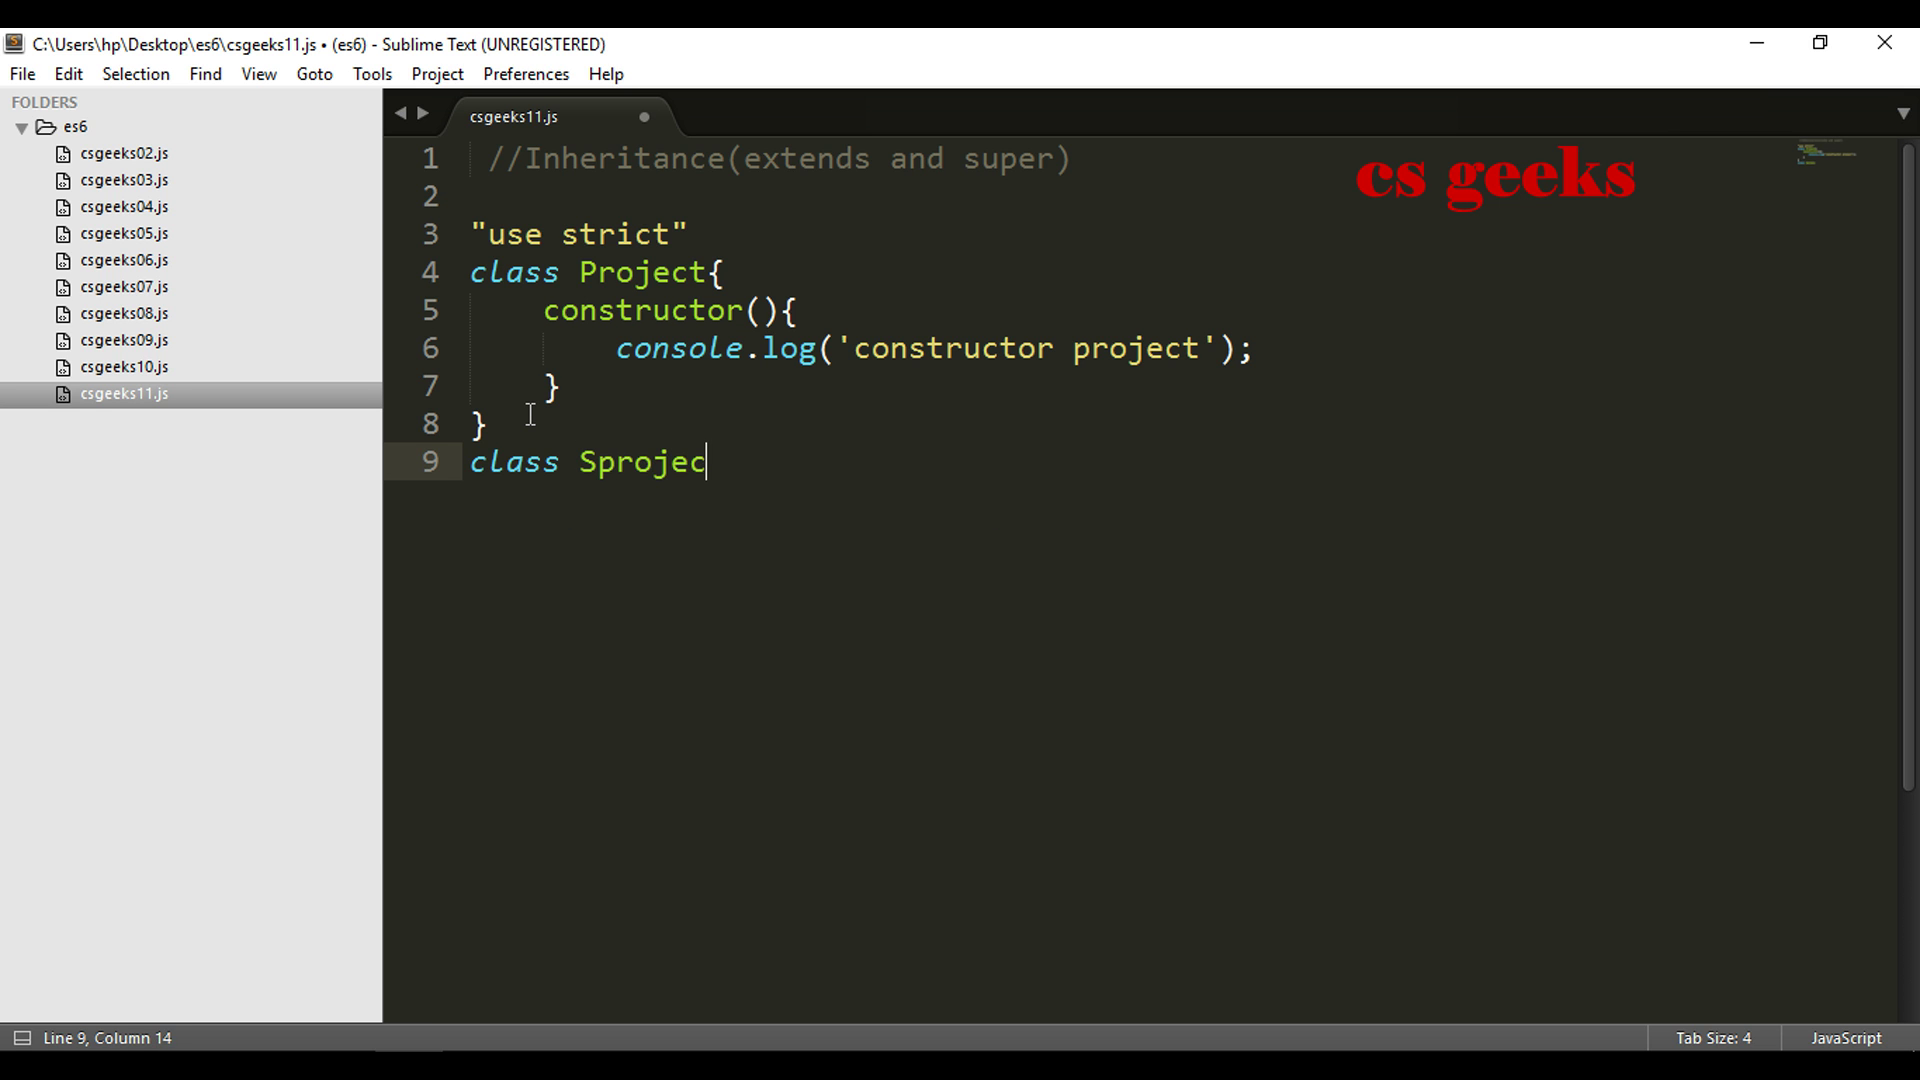 C:\Users\hp\Desktop\es6\csgeeks11.js • (es6) - Sublime Text (UNREGISTERED)
File Edit Selection Find View Goto Tools Project Preferences Help
FOLDERS
es6
csgeeks02.js
csgeeks03.js
csgeeks04.js
csgeeks05.js
csgeeks06.js
csgeeks07.js
csgeeks08.js
csgeeks09.js
csgeeks10.js
csgeeks11.js
csgeeks11.js
cs geeks
1 //Inheritance(extends and super)
2
3 "use strict"
4 class Project{
5 constructor(){
6 console.log('constructor project');
7 }
8 }
9 class Sprojec
Line 9, Column 14
Tab Size: 4
JavaScript